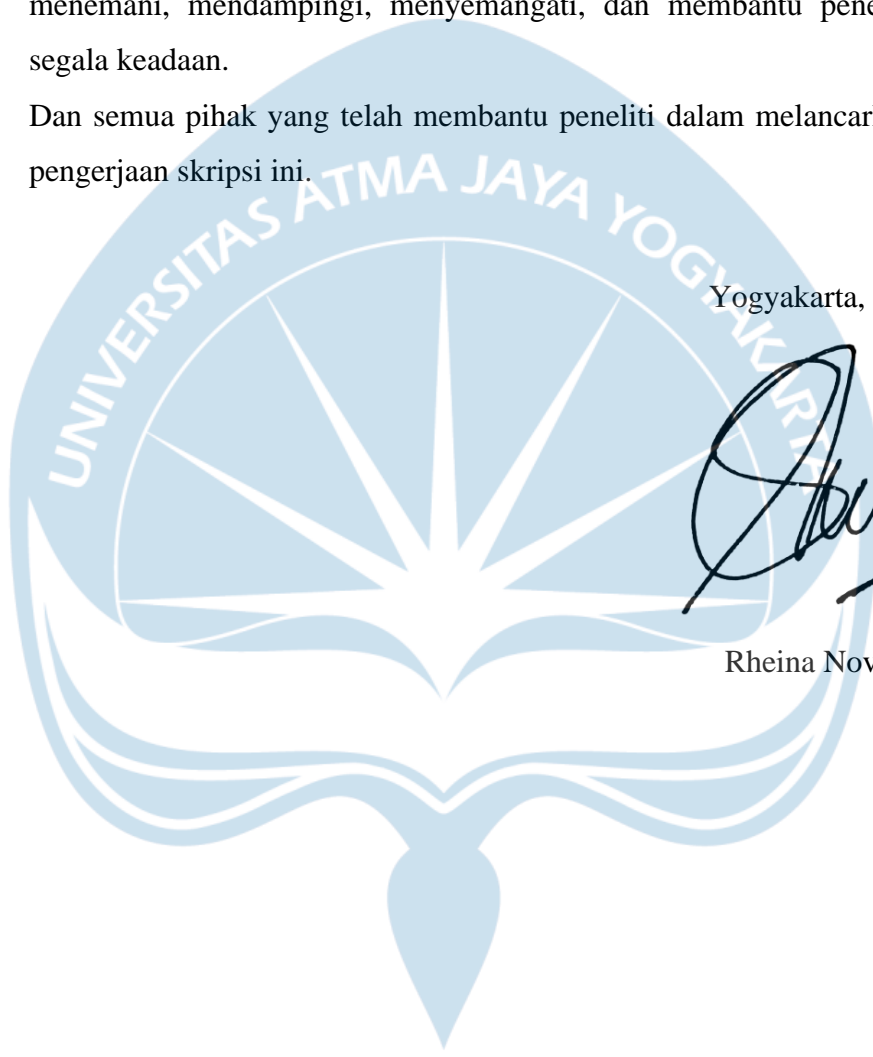 menemani, mendampingi, menyemangati, dan membantu pene
segala keadaan.
Dan semua pihak yang telah membantu peneliti dalam melancar
pengerjaan skripsi ini.
UNIVERSITAS ATMA JAYA YOGYAKARTA
Yogyakarta,
Rheina Nov